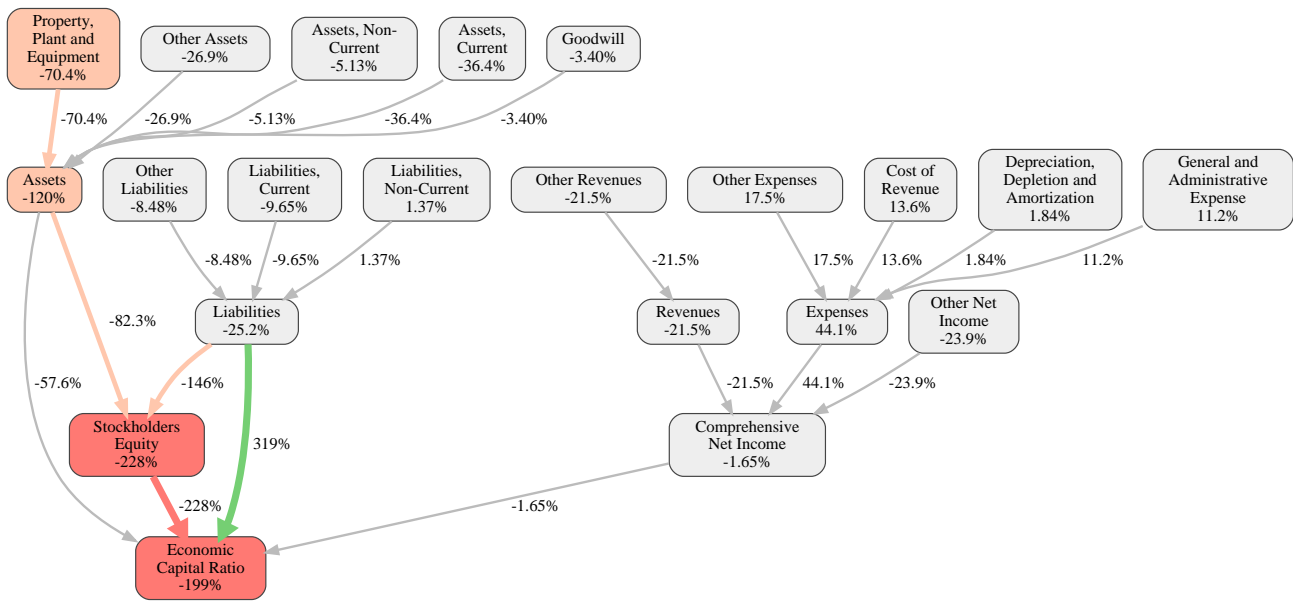 Property,
Plant and
Equipment
-70.4%
Other Assets
-26.9%
Assets, Non-
Current
-5.13%
Assets,
Current
-36.4%
Goodwill
-3.40%
-70.4%
-26.9%
-5.13%
-36.4%
-3.40%
Assets
-120%
Other
Liabilities
-8.48%
Liabilities,
Current
-9.65%
Liabilities,
Non-Current
1.37%
Other Revenues
-21.5%
Other Expenses
17.5%
Cost of
Revenue
13.6%
Depreciation,
Depletion and
Amortization
1.84%
General and
Administrative
Expense
11.2%
-8.48%
-9.65%
1.37%
-21.5%
17.5%
13.6%
1.84%
11.2%
Liabilities
-25.2%
Revenues
-21.5%
Expenses
44.1%
Other Net
Income
-23.9%
-82.3%
-57.6%
-146%
-21.5%
44.1%
-23.9%
Stockholders
Equity
-228%
319%
Comprehensive
Net Income
-1.65%
-228%
-1.65%
Economic
Capital Ratio
-199%